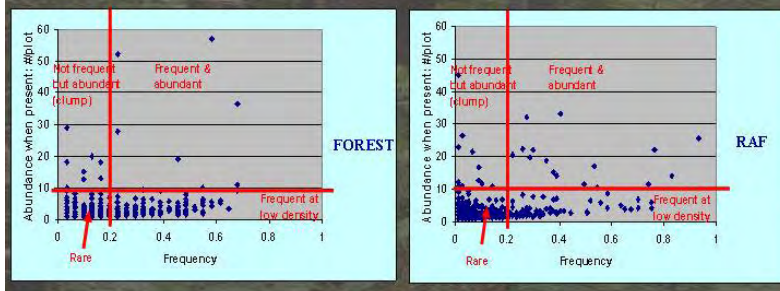 Abundance when present: #/plot
60
50
40
30
20
10
0
Not frequent
but abundant
(clump)
Frequent &
abundant
FOREST
Frequent at
low density
0
0.2
0.4
0.6
0.8
1
Rare
Frequency
Abundance when present: #/plot
60
50
40
30
20
10
0
Not frequent
but abundant
(clump)
Frequent &
abundant
RAF
Frequent at
low density
0
0.2
0.4
0.6
0.8
1
Rare
Frequency